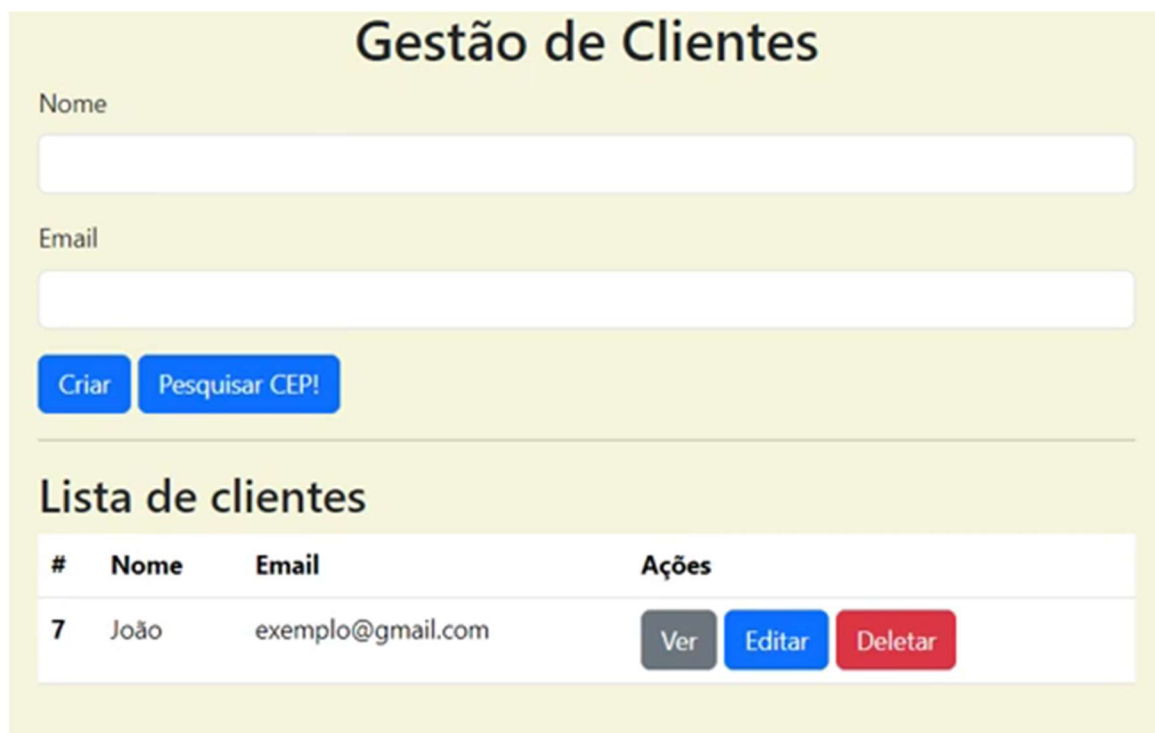 Gestão de Clientes
Nome
Email
Criar Pesquisar CEP!
Lista de clientes
# Nome Email Ações
7 João exemplo@gmail.com Ver Editar Deletar